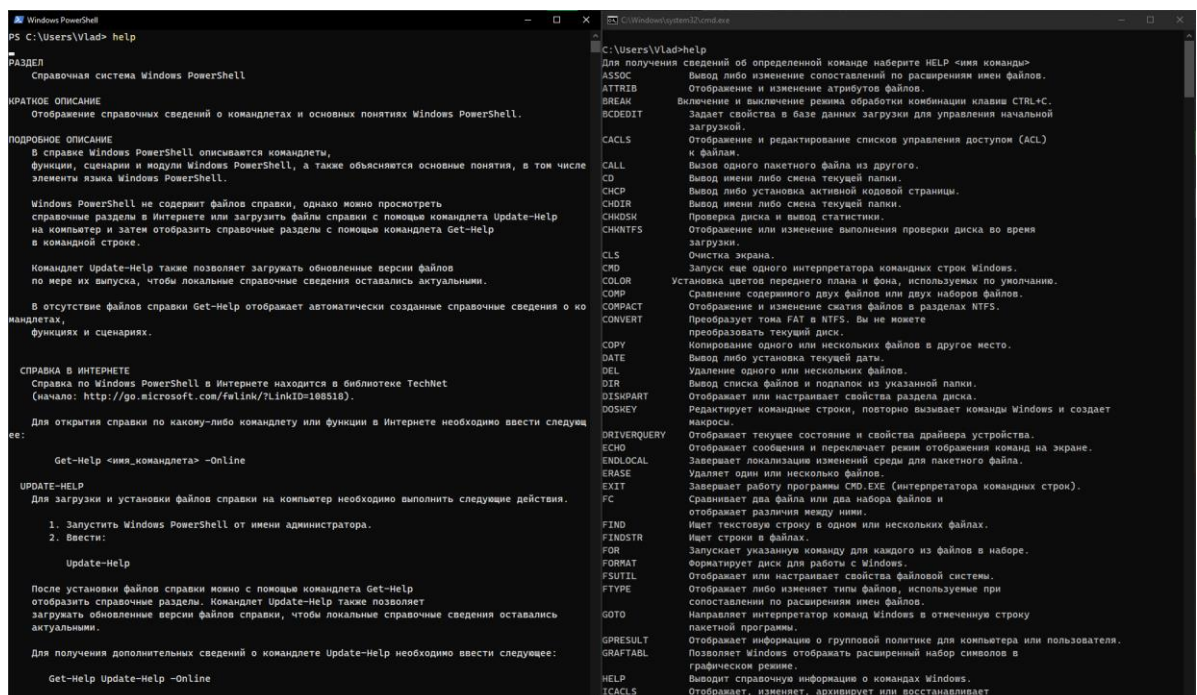 Windows PowerShell
PS C:\Users\Vlad> help
РАЗДЕЛ
Справочная система Windows PowerShell
КРАТКОЕ ОПИСАНИЕ
Отображение справочных сведений о командлетах и основных понятиях Windows PowerShell.
ПОДРОБНОЕ ОПИСАНИЕ
В справке Windows PowerShell описываются командлеты,
функции, сценарии и модули Windows PowerShell, а также объясняются основные понятия, в том числе
элементы языка Windows PowerShell.
Windows PowerShell не содержит файлов справки, однако можно просмотреть
справочные разделы в Интернете или загрузить файлы справки с помощью командлета Update-Help
на компьютер и затем отобразить справочные разделы с помощью командлета Get-Help
в командной строке.
Командлет Update-Help также позволяет загружать обновленные версии файлов
по мере их выпуска, чтобы локальные справочные сведения оставались актуальными.
В отсутствие файлов справки Get-Help отображает автоматически созданные справочные сведения о ко
мандлетах,
функциях и сценариях.
СПРАВКА В ИНТЕРНЕТЕ
Справка по Windows PowerShell в Интернете находится в библиотеке TechNet
(начало: http://go.microsoft.com/fwlink/?LinkID=108518).
Для открытия справки по какому-либо командлету или функции в Интернете необходимо ввести следующ
ее:
Get-Help <имя_командлета> -Online
UPDATE-HELP
Для загрузки и установки файлов справки на компьютер необходимо выполнить следующие действия.
1. Запустить Windows PowerShell от имени администратора.
2. Ввести:
Update-Help
После установки файлов справки можно с помощью командлета Get-Help
отобразить справочные разделы. Командлет Update-Help также позволяет
загружать обновленные версии файлов справки, чтобы локальные справочные сведения оставались
актуальными.
Для получения дополнительных сведений о командлете Update-Help необходимо ввести следующее:
Get-Help Update-Help -Online
C:\Windows\system32\cmd.exe
C:\Users\Vlad>help
Для получения сведений об определенной команде наберите HELP <имя команды>
ASSOC Вывод либо изменение сопоставлений по расширениям имен файлов.
ATTRIB Отображение и изменение атрибутов файлов.
BREAK Включение и выключение режима обработки комбинации клавиш CTRL+C.
BCDEDIT Задает свойства в базе данных загрузки для управления начальной
загрузкой.
CACLS Отображение и редактирование списков управления доступом (ACL)
к файлам.
CALL Вызов одного пакетного файла из другого.
CD Вывод имени либо смена текущей папки.
CHCP Вывод либо установка активной кодовой страницы.
CHDIR Вывод имени либо смена текущей папки.
CHKDSK Проверка диска и вывод статистики.
CHKNTFS Отображение или изменение выполнения проверки диска во время
загрузки.
CLS Очистка экрана.
CMD Запуск еще одного интерпретатора командных строк Windows.
COLOR Установка цветов переднего плана и фона, используемых по умолчанию.
COMP Сравнение содержимого двух файлов или двух наборов файлов.
COMPACT Отображение и изменение сжатия файлов в разделах NTFS.
CONVERT Преобразует тома FAT в NTFS. Вы не можете
преобразовать текущий диск.
COPY Копирование одного или нескольких файлов в другое место.
DATE Вывод либо установка текущей даты.
DEL Удаление одного или нескольких файлов.
DIR Вывод списка файлов и подпапок из указанной папки.
DISKPART Отображает или настраивает свойства раздела диска.
DOSKEY Редактирует командные строки, повторно вызывает команды Windows и создает
макросы.
DRIVERQUERY Отображает текущее состояние и свойства драйвера устройства.
ECHO Отображает сообщения и переключает режим отображения команд на экране.
ENDLOCAL Завершает локализацию изменений среды для пакетного файла.
ERASE Удаляет один или несколько файлов.
EXIT Завершает работу программы CMD.EXE (интерпретатора командных строк).
FC Сравнивает два файла или два набора файлов и
отображает различия между ними.
FIND Ищет текстовую строку в одном или нескольких файлах.
FINDSTR Ищет строки в файлах.
FOR Запускает указанную команду для каждого из файлов в наборе.
FORMAT Форматирует диск для работы с Windows.
FSUTIL Отображает или настраивает свойства файловой системы.
FTYPE Отображает либо изменяет типы файлов, используемые при
сопоставлении по расширениям имен файлов.
GOTO Направляет интерпретатор команд Windows в отмеченную строку
пакетной программы.
GPRESULT Отображает информацию о групповой политике для компьютера или пользователя.
GRAFTABL Позволяет Windows отображать расширенный набор символов в
графическом режиме.
HELP Выводит справочную информацию о командах Windows.
ICACLS Отображает, изменяет, архивирует или восстанавливает